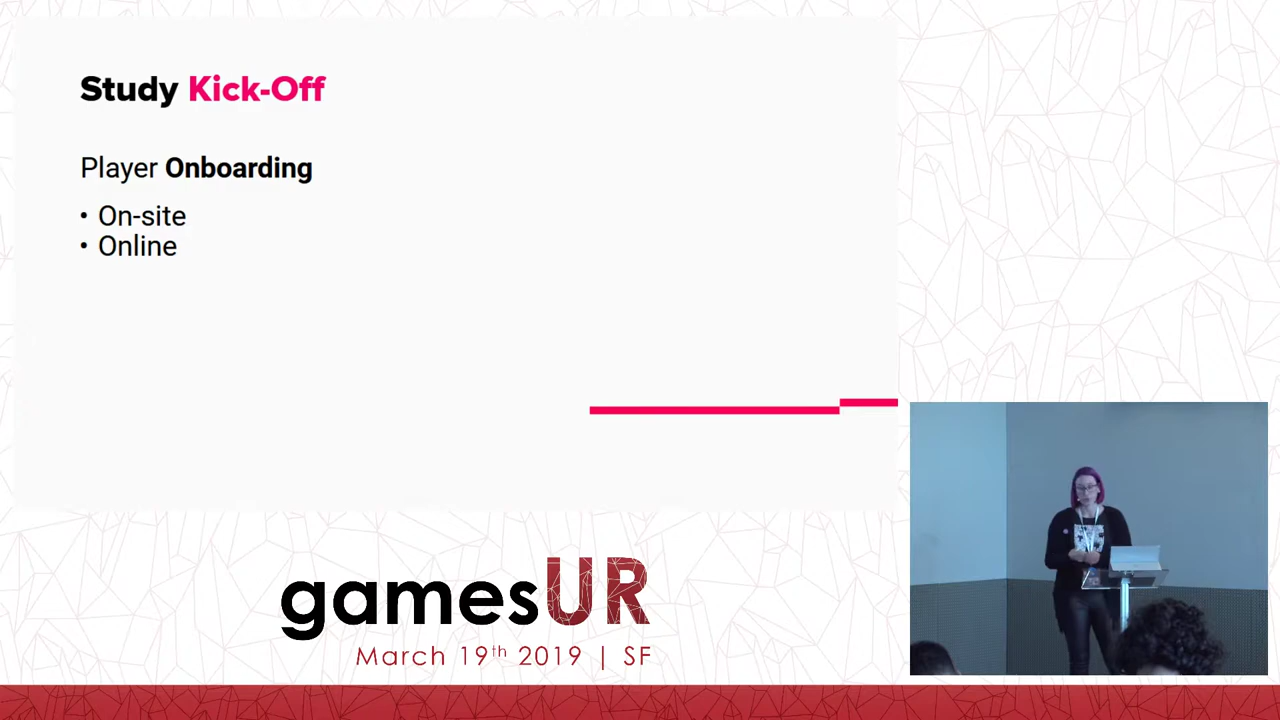 Study Kick-Off
Player Onboarding
• On-site
• Online
gamesUR
March 19th 2019 | SF